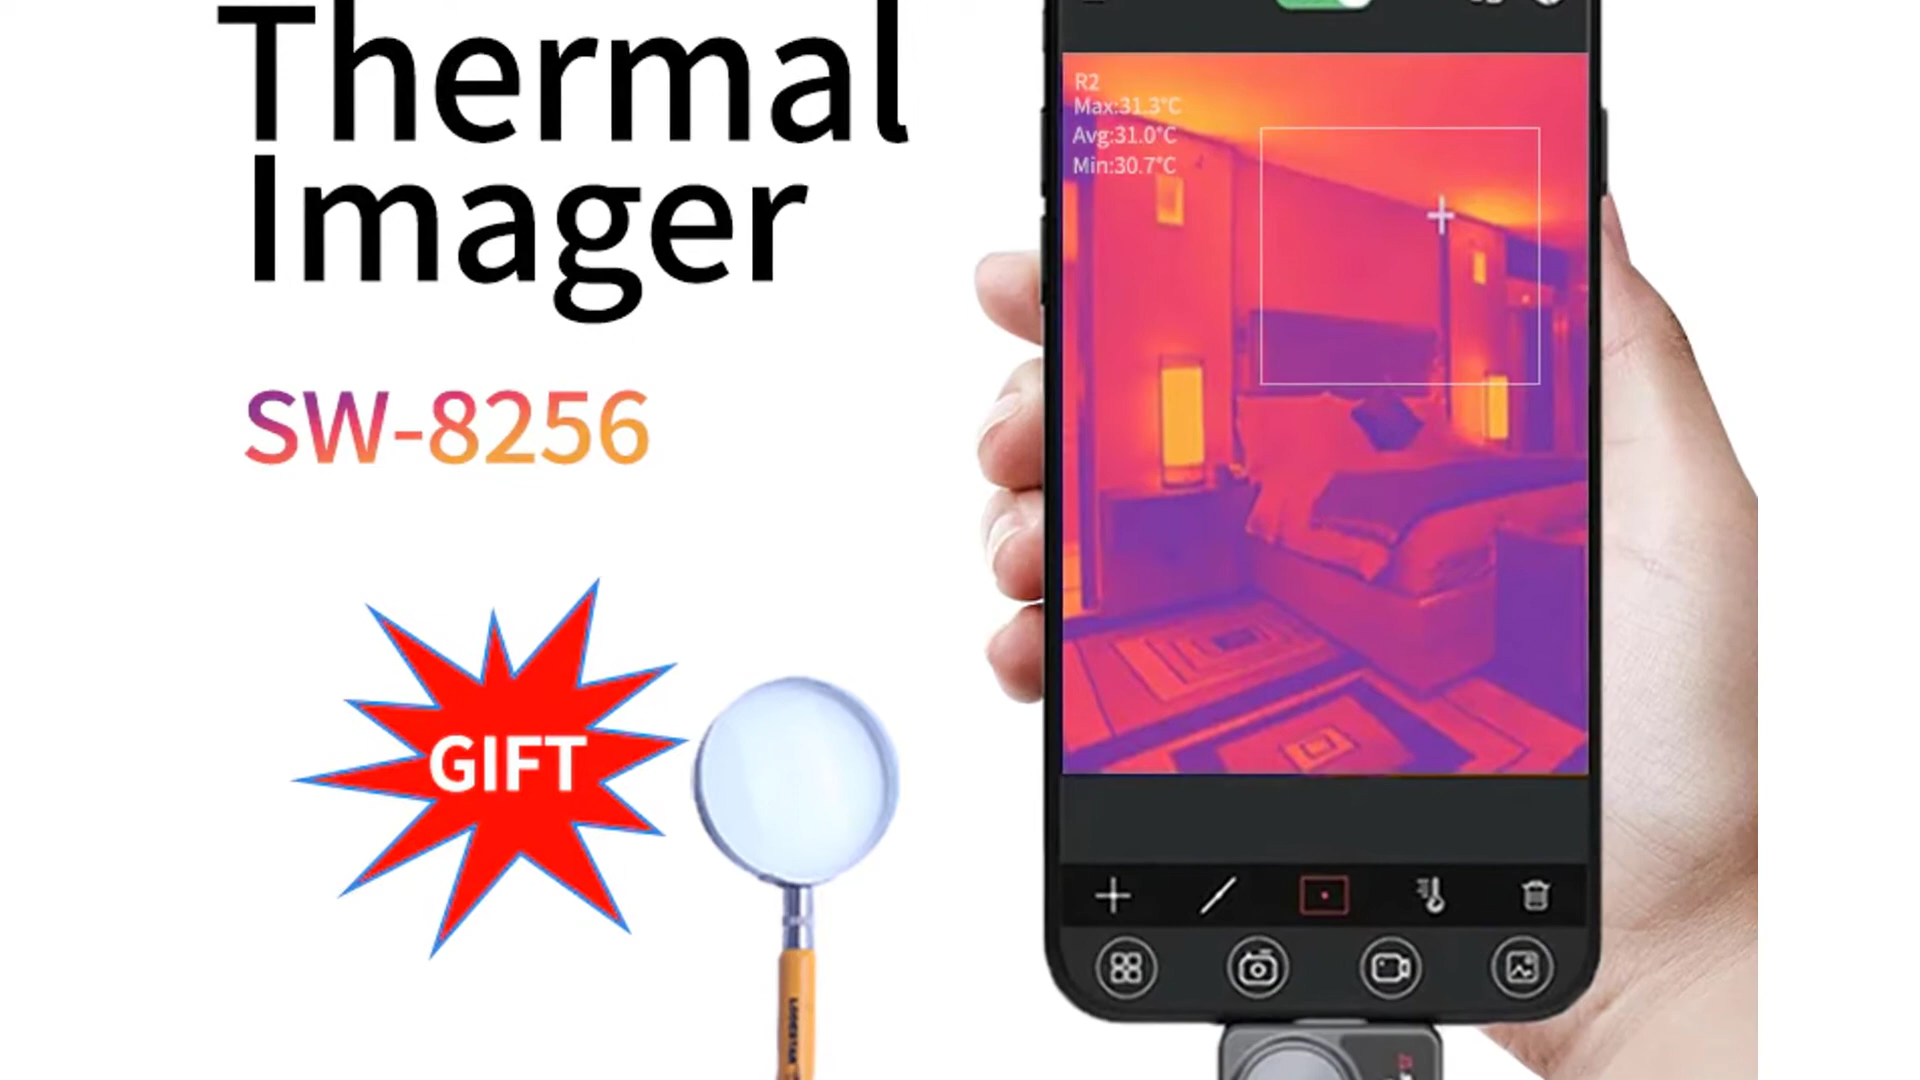 Thermal
Imager
SW-8256
GIFT
R2
Max:31.3°C
Avg:31.0°C
Min:30.7°C